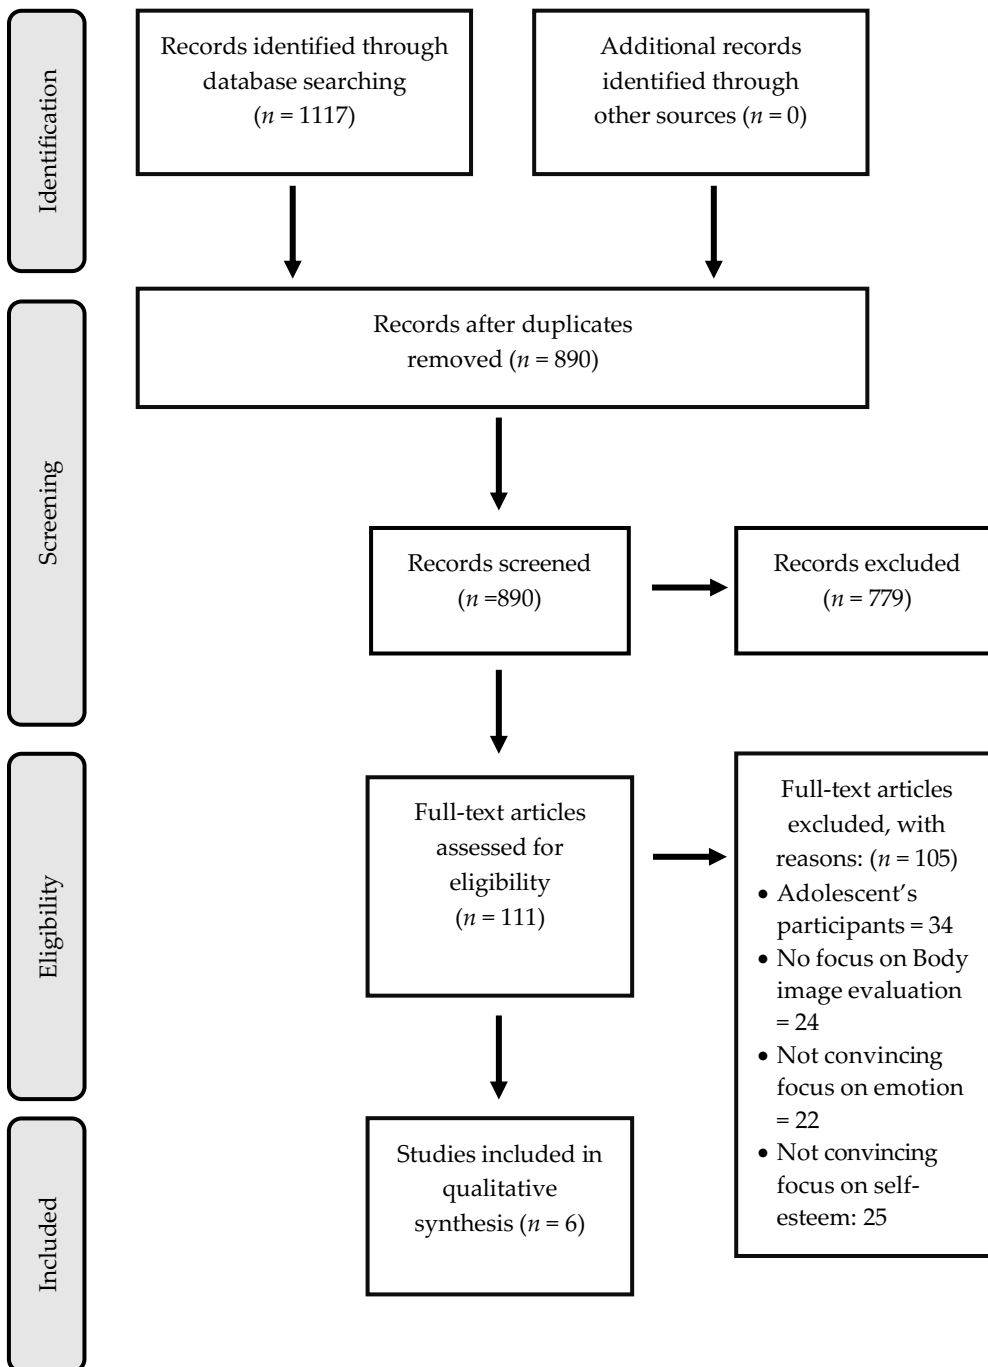 Identification
Records identified through
database searching
(n = 1117)
Additional records
identified through
other sources (n = 0)
Screening
Records after duplicates
removed (n = 890)
Records screened
(n =890)
Records excluded
(n = 779)
Eligibility
Full-text articles
assessed for
eligibility
(n = 111)
Full-text articles
excluded, with
reasons: (n = 105)
• Adolescent’s
participants = 34
• No focus on Body
image evaluation
= 24
• Not convincing
focus on emotion
= 22
• Not convincing
focus on self-
esteem: 25
Included
Studies included in
qualitative
synthesis (n = 6)